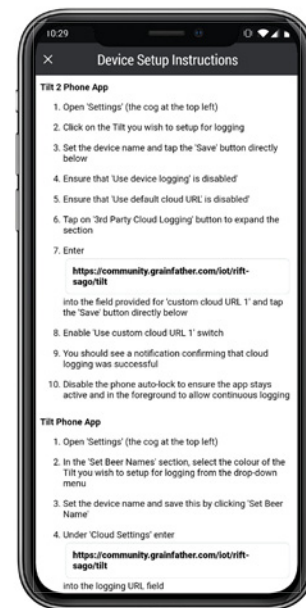 10:29
Device Setup Instructions
Tilt 2 Phone App
1. Open 'Settings' (the cog at the top left)
2. Click on the Tilt you wish to setup for logging
3. Set the device name and tap the 'Save' button directly
below
4. Ensure that 'Use device logging' is disabled'
5. Ensure that 'Use default cloud URL' is disabled'
6. Tap on '3rd Party Cloud Logging' button to expand the
section
7. Enter
https://community.grainfather.com/iot/rift-
sago/tilt
into the field provided for 'custom cloud URL 1' and tap
the 'Save' button directly below
8. Enable 'Use custom cloud URL 1' switch
9. You should see a notification confirming that cloud
logging was successful
10. Disable the phone auto-lock to ensure the app stays
active and in the foreground to allow continuous logging
Tilt Phone App
1. Open 'Settings' (the cog at the top left)
2. In the 'Set Beer Names' section, select the colour of the
Tilt you wish to setup for logging from the drop-down
menu
3. Set the device name and save this by clicking 'Set Beer
Name'
4. Under 'Cloud Settings' enter
https://community.grainfather.com/iot/rift-
sago/tilt
into the logging URL field